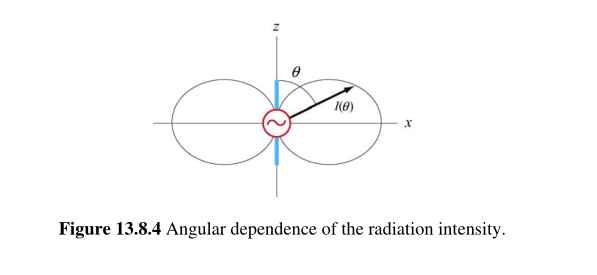 z
θ
I(θ)
x
Figure 13.8.4 Angular dependence of the radiation intensity.